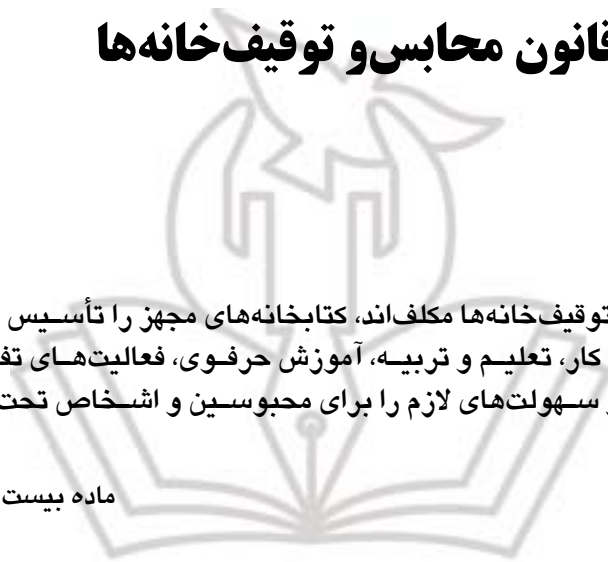 قانون محابس‌و توقیف‌خانه‌ها
توقیف‌خانه‌ها مکلف‌اند، کتابخانه‌های مجهز را تأسیس
کار، تعلیم و تربیه، آموزش حرفوی، فعالیت‌های
سهولت‌های لازم را برای محبوسین و اشخاص تحت
ماده بیست